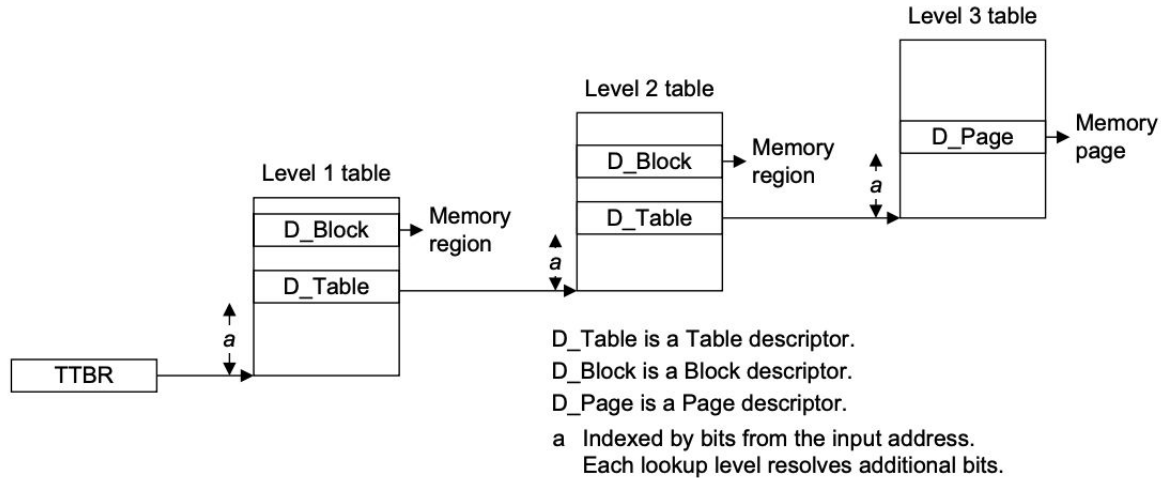 Level 3 table
Level 2 table
D_Page
Memory
page
D_Block
Memory
region
Level 1 table
a
D_Table
D_Block
Memory
region
a
D_Table
a
TTBR
D_Table is a Table descriptor.
D_Block is a Block descriptor.
D_Page is a Page descriptor.
a Indexed by bits from the input address.
Each lookup level resolves additional bits.